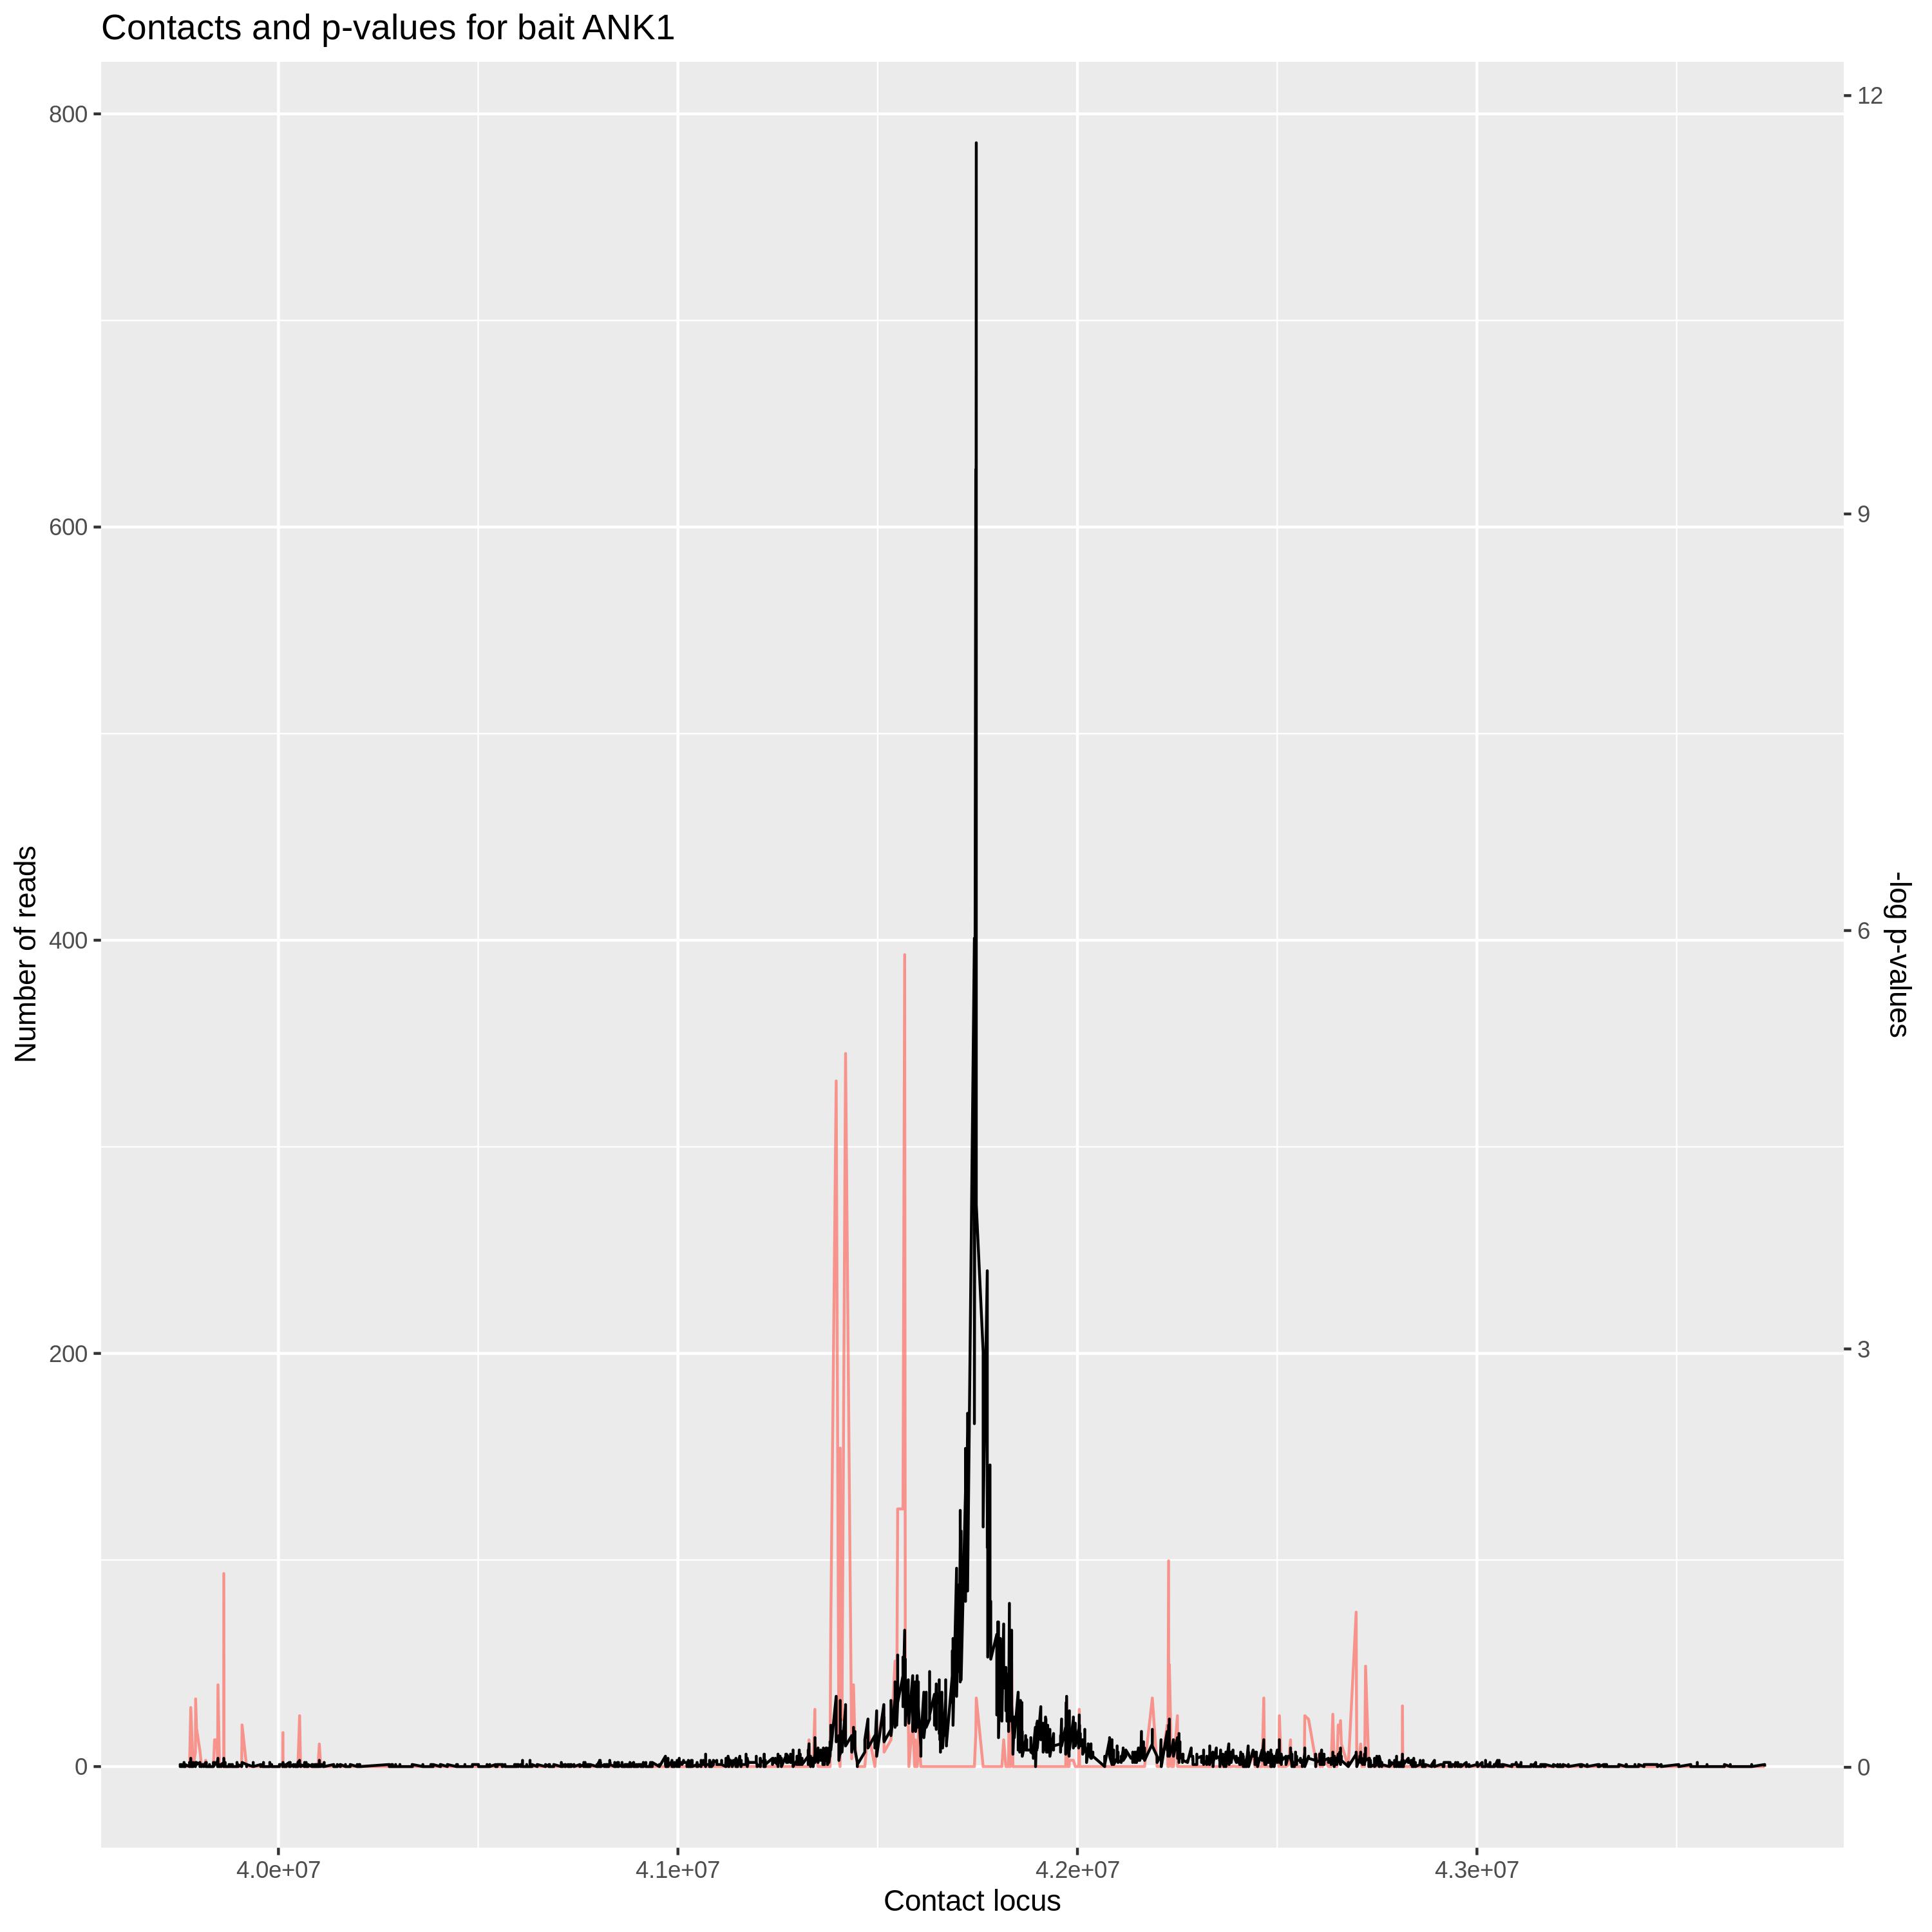 Contacts and p-values for bait ANK1
800
600
400
200
0
12
9
6
3
0
Number of reads
-log p-values
4.0e+07
4.1e+07
4.2e+07
4.3e+07
Contact locus